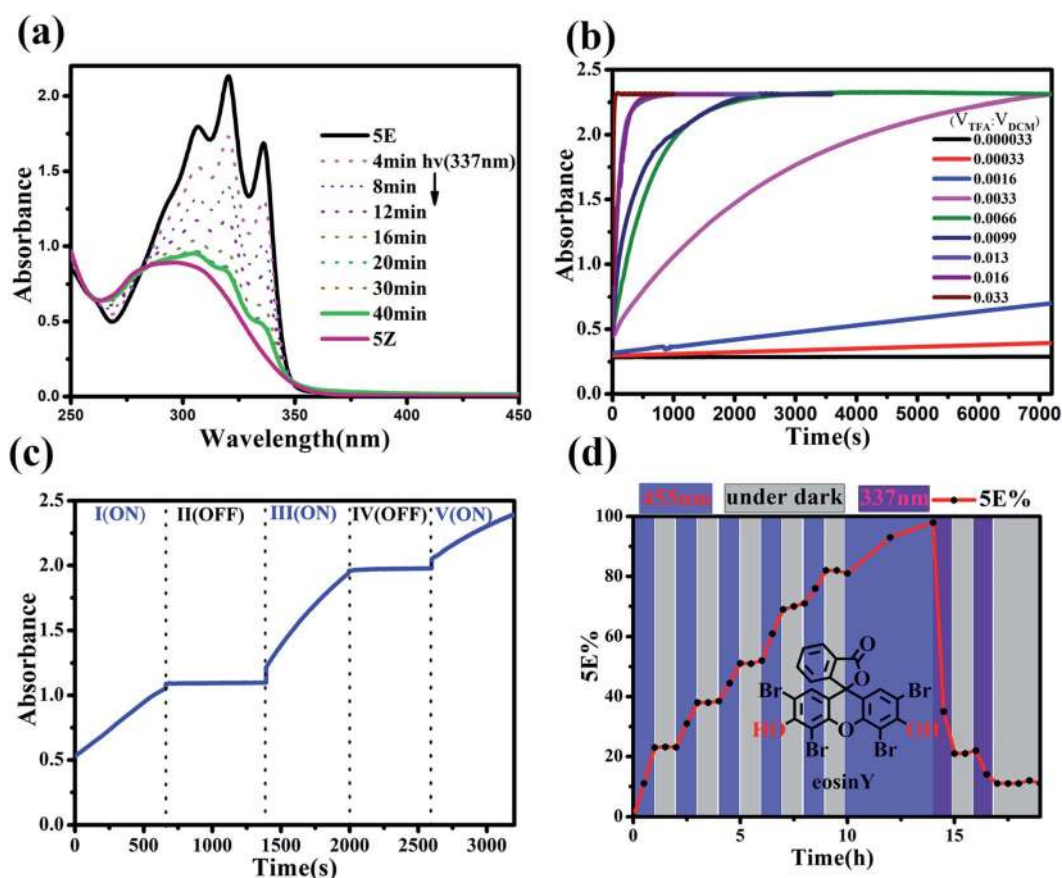 (a)
2.0
1.5
1.0
0.5
0.0
Absorbance
250
300
350
400
450
Wavelength(nm)
5E
4min hv(337nm)
8min
12min
16min
20min
30min
40min
5Z
(b)
2.5
2.0
1.5
1.0
0.5
0.0
Absorbance
0
1000
2000
3000
4000
5000
6000
7000
Time(s)
(VTFA:VDCM)
0.000033
0.00033
0.0016
0.0033
0.0066
0.0099
0.013
0.016
0.033
(c)
2.5
2.0
1.5
1.0
0.5
0.0
Absorbance
I(ON)
II(OFF)
III(ON)
IV(OFF)
V(ON)
0
500
1000
1500
2000
2500
3000
Time(s)
(d)
455nm
under dark
337nm
5E%
100
80
60
40
20
0
5E%
O
O
Br
Br
HO
O
OH
Br
Br
eosinY
0
5
10
15
Time(h)